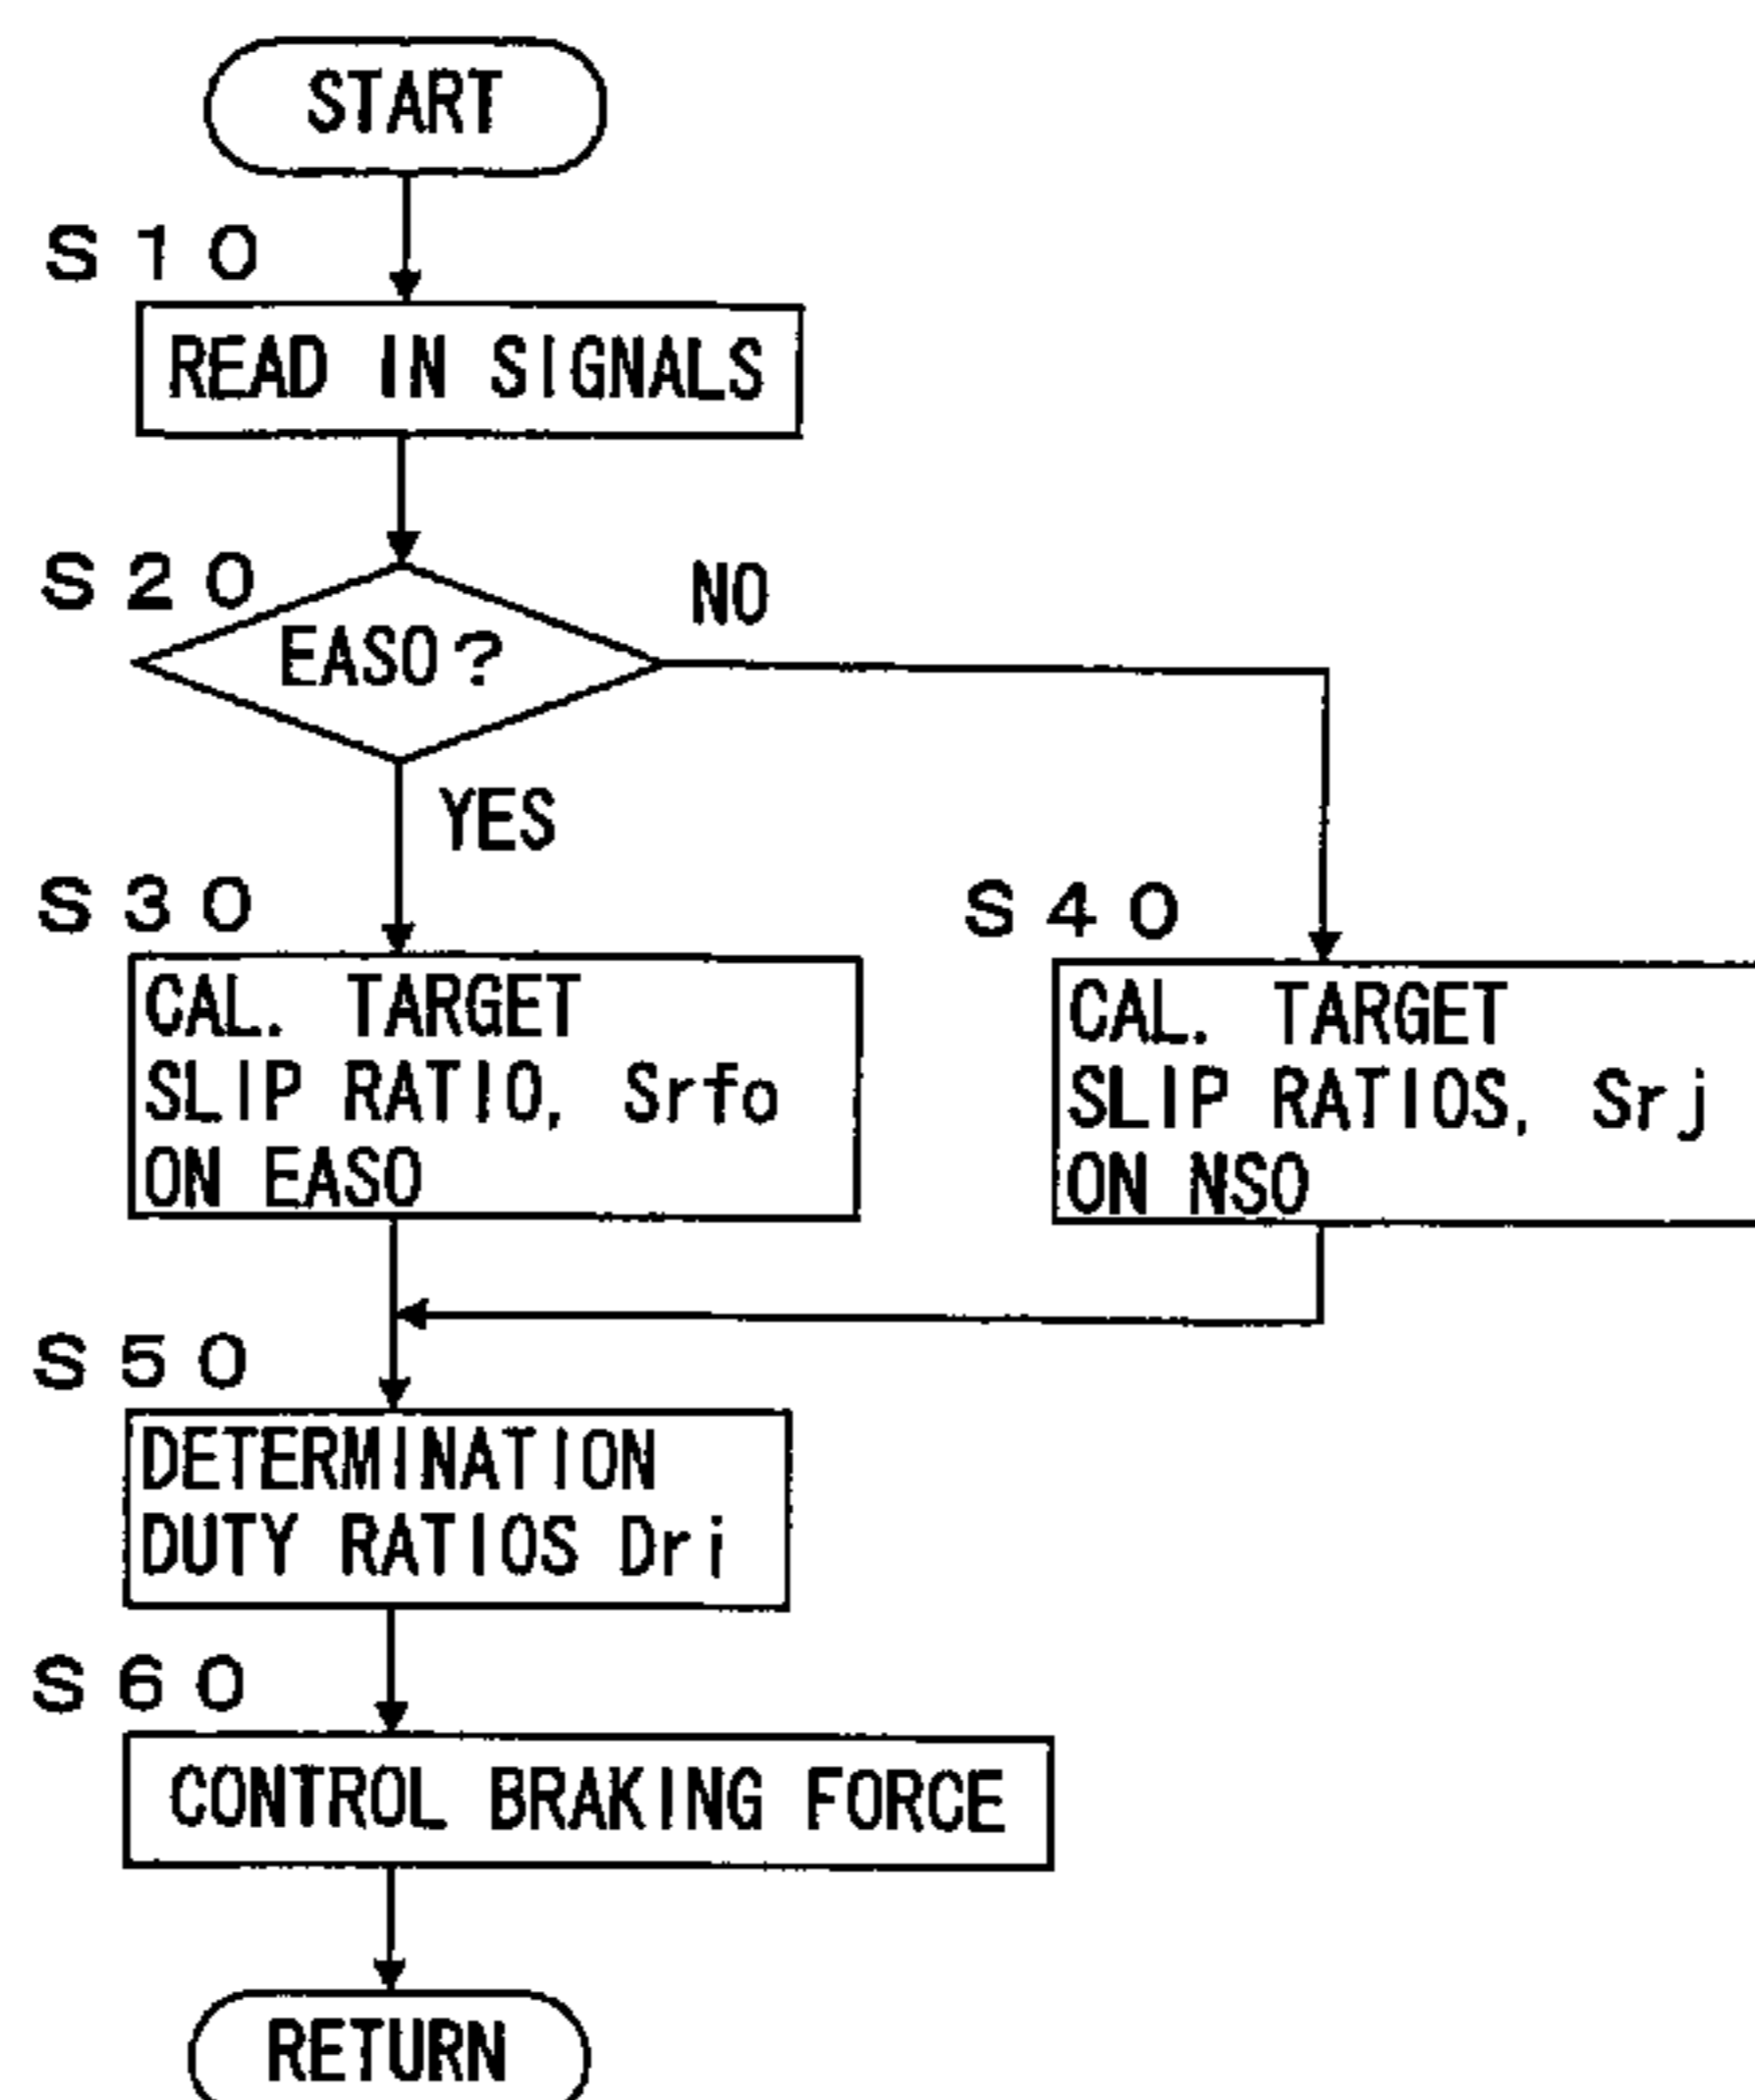 START
S10
READ IN SIGNALS
S20
EASO?
NO
YES
S30
CAL. TARGET
SLIP RATIO, Srfo
ON EASO
S40
CAL. TARGET
SLIP RATIOS, Srj
ON NSO
S50
DETERMINATION
DUTY RATIOS Dri
S60
CONTROL BRAKING FORCE
RETURN